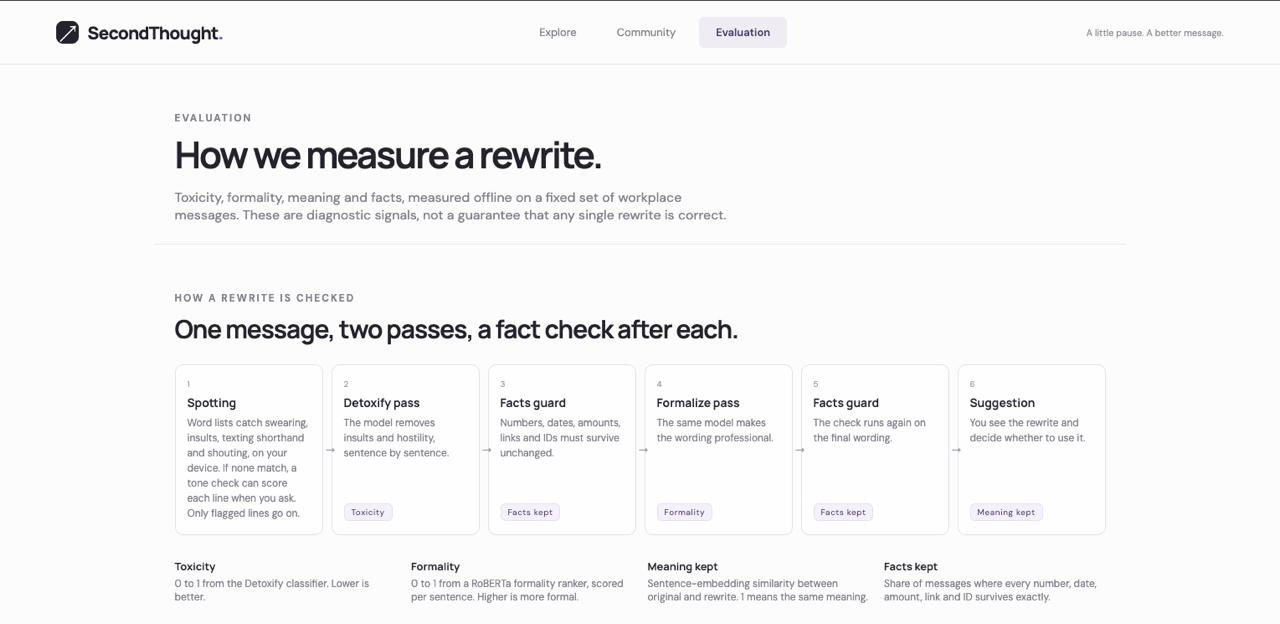 SecondThought.
Explore
Community
Evaluation
A little pause. A better message.
EVALUATION
How we measure a rewrite.
Toxicity, formality, meaning and facts, measured offline on a fixed set of workplace
messages. These are diagnostic signals, not a guarantee that any single rewrite is correct.
HOW A REWRITE IS CHECKED
One message, two passes, a fact check after each.
1
Spotting
Word lists catch swearing,
insults, texting shorthand
and shouting, on your
device. If none match, a
tone check can score
each line when you ask.
Only flagged lines go on.
→
2
Detoxify pass
The model removes
insults and hostility,
sentence by sentence.
Toxicity
→
3
Facts guard
Numbers, dates, amounts,
links and IDs must survive
unchanged.
Facts kept
→
4
Formalize pass
The same model makes
the wording professional.
Formality
→
5
Facts guard
The check runs again on
the final wording.
Facts kept
→
6
Suggestion
You see the rewrite and
decide whether to use it.
Meaning kept
Toxicity
0 to 1 from the Detoxify classifier. Lower is
better.
Formality
0 to 1 from a RoBERTa formality ranker, scored
per sentence. Higher is more formal.
Meaning kept
Sentence-embedding similarity between
original and rewrite. 1 means the same meaning.
Facts kept
Share of messages where every number, date,
amount, link and ID survives exactly.